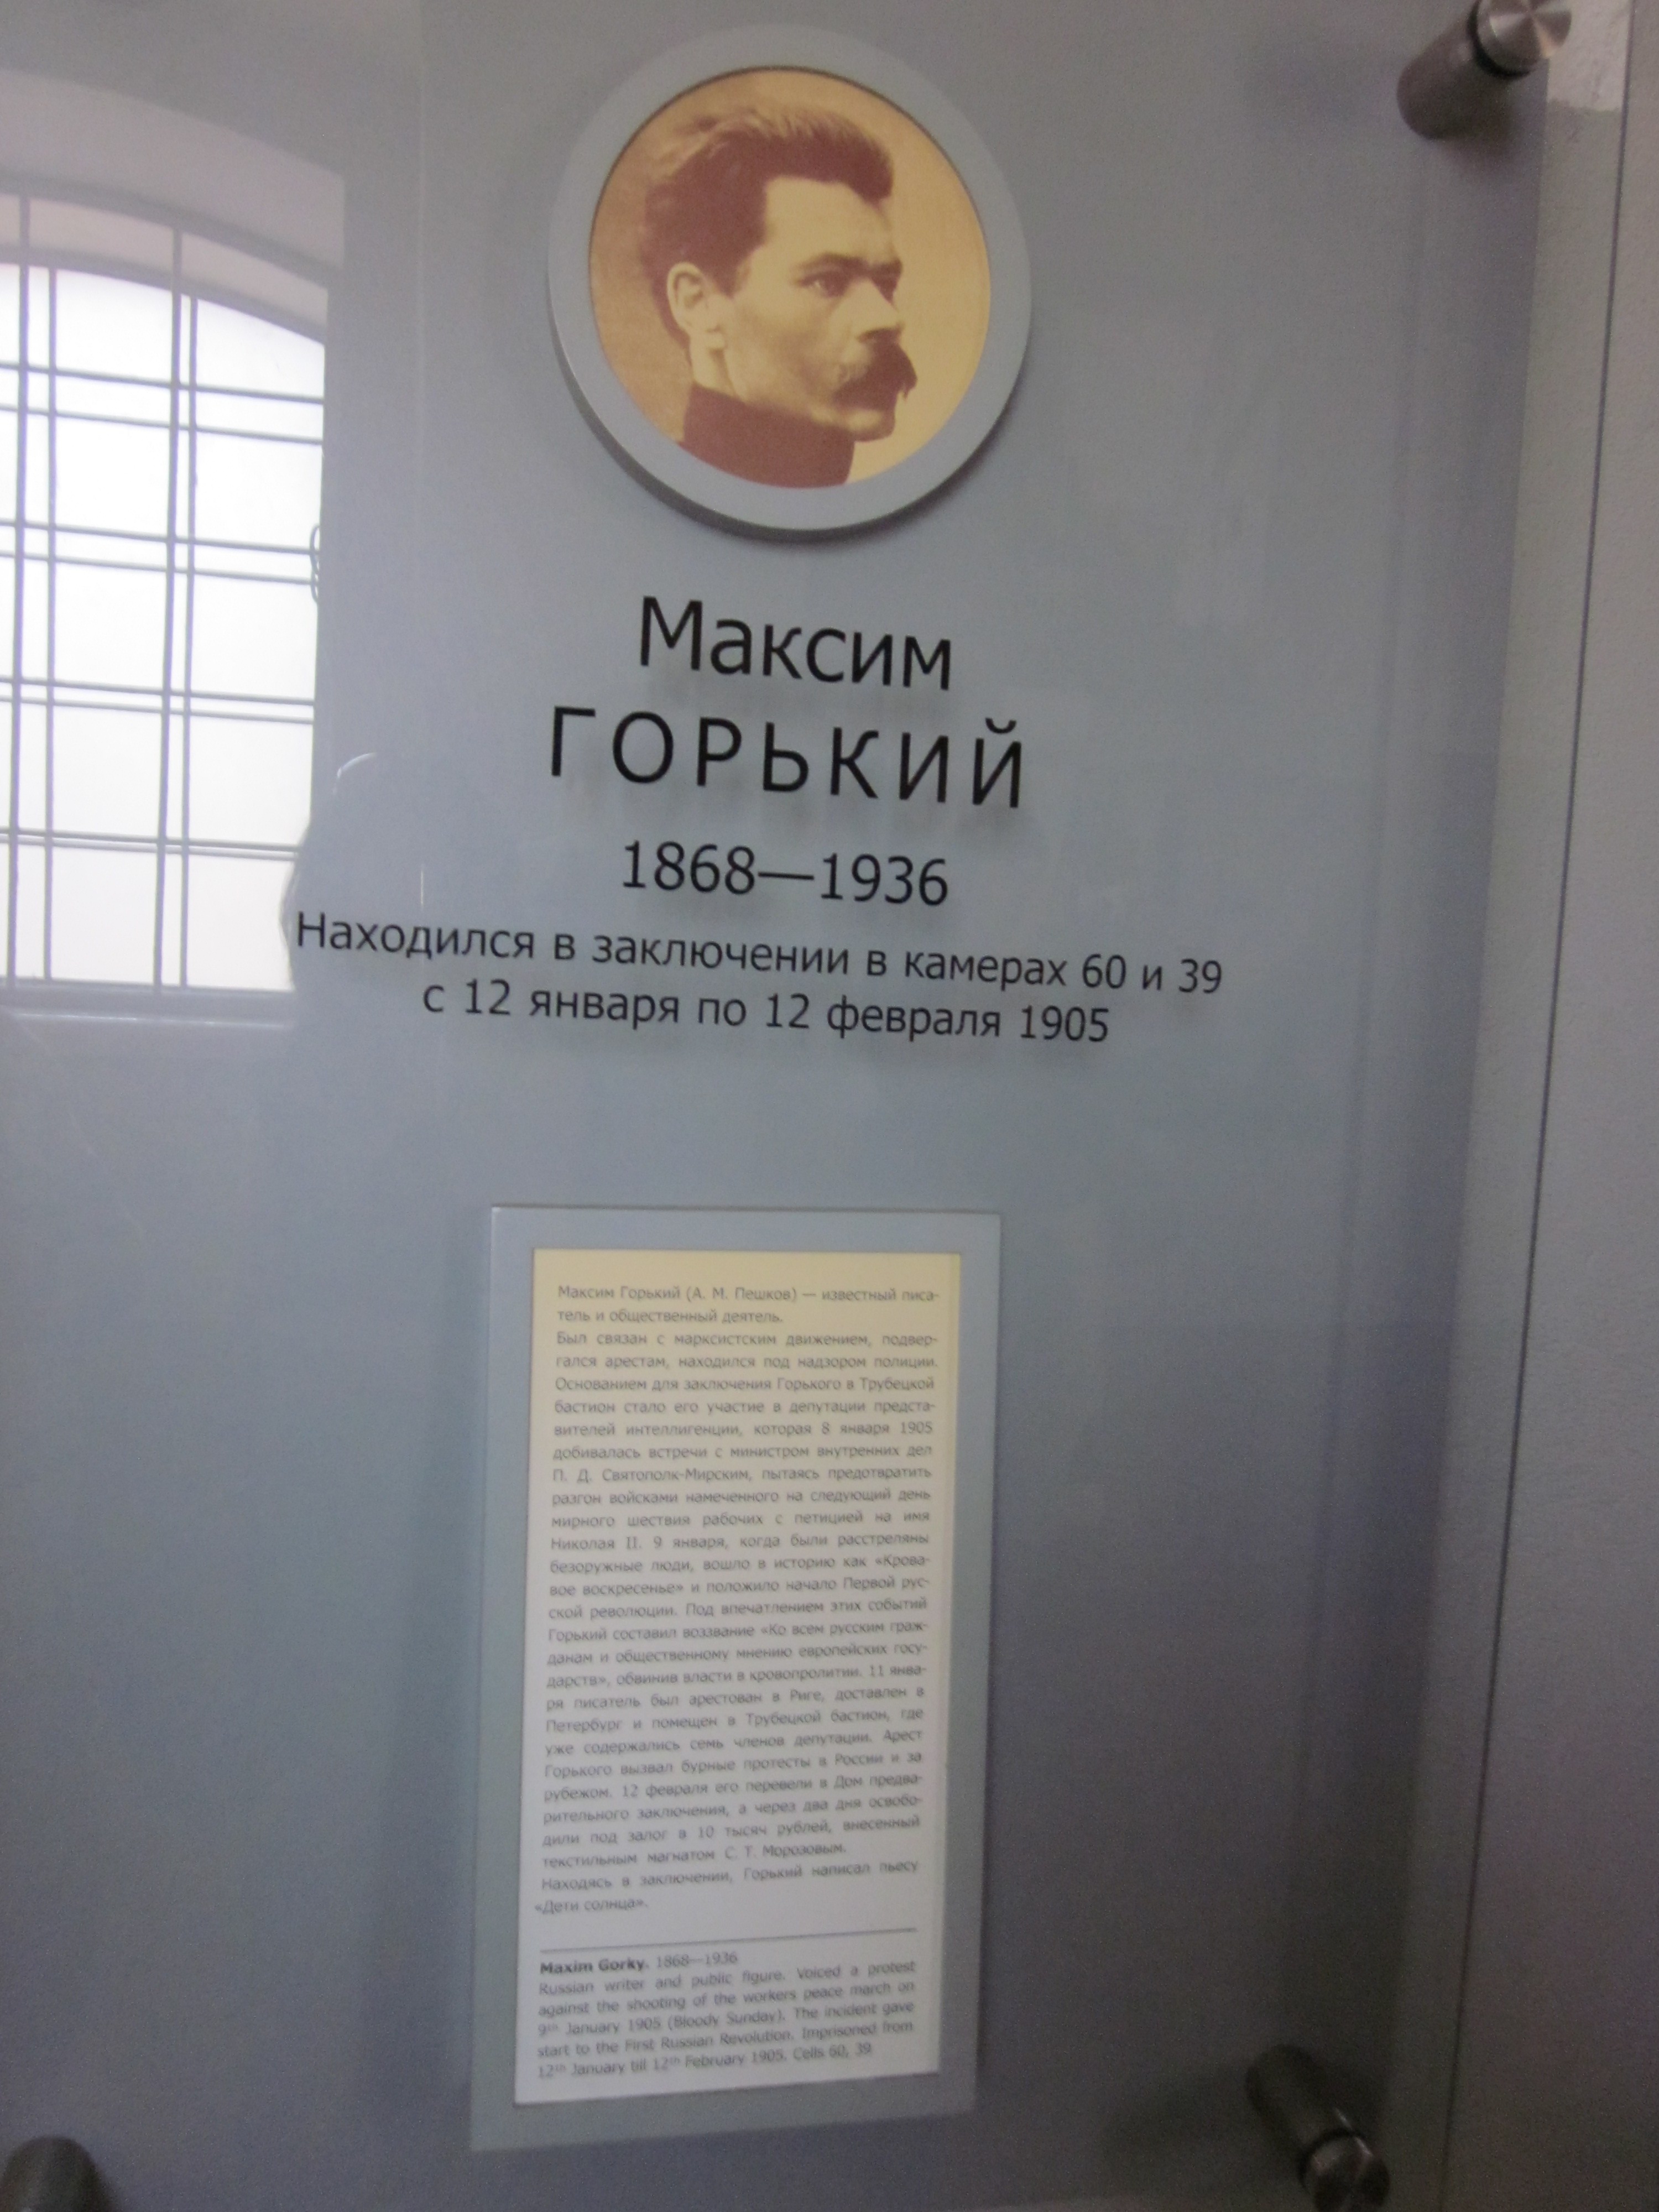 Максим
ГОРЬКИЙ
1868—1936
Находился в заключении в камерах 60 и 39
с 12 января по 12 февраля 1905
Максим Горький (А. М. Пешков) — известный писа-
тель и общественный деятель.
Был связан с марксистским движением, подвер-
гался арестам, находился под надзором полиции.
Основанием для заключения Горького в Трубецкой
бастион стало его участие в депутации предста-
вителей интеллигенции, которая 8 января 1905
добивалась встречи с министром внутренних дел
П. Д. Святополк-Мирским, пытаясь предотвратить
разгон войсками намеченного на следующий день
мирного шествия рабочих с петицией на имя
Николая II. 9 января, когда были расстреляны
безоружные люди, вошло в историю как «Крова-
вое воскресенье» и положило начало Первой рус-
ской революции. Под впечатлением этих событий
Горький составил воззвание «Ко всем русским граж-
данам и общественному мнению европейских госу-
дарств», обвинив власти в кровопролитии. 11 янва-
ря писатель был арестован в Риге, доставлен в
Петербург и помещен в Трубецкой бастион, где
уже содержались семь членов депутации. Арест
Горького вызвал бурные протесты в России и за
рубежом. 12 февраля его перевели в Дом предва-
рительного заключения, а через два дня освобо-
дили под залог в 10 тысяч рублей, внесенный
текстильным магнатом С. Т. Морозовым.
Находясь в заключении, Горький написал пьесу
«Дети солнца».
Maxim Gorky. 1868—1936
Russian writer and public figure. Voiced a protest
against the shooting of the workers peace march on
9th January 1905 (Bloody Sunday). The incident gave
start to the First Russian Revolution. Imprisoned from
12th January till 12th February 1905. Cells 60, 39